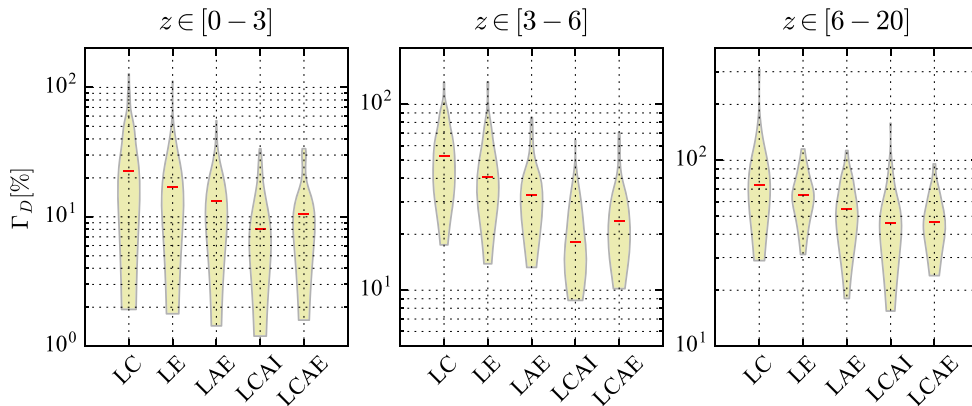 z ∈ [0 − 3]
z ∈ [3 − 6]
z ∈ [6 − 20]
Γ_D [%]
10^2
10^1
10^0
10^2
10^1
10^2
10^1
LC LE LAE LCAI LCAE
LC LE LAE LCAI LCAE
LC LE LAE LCAI LCAE